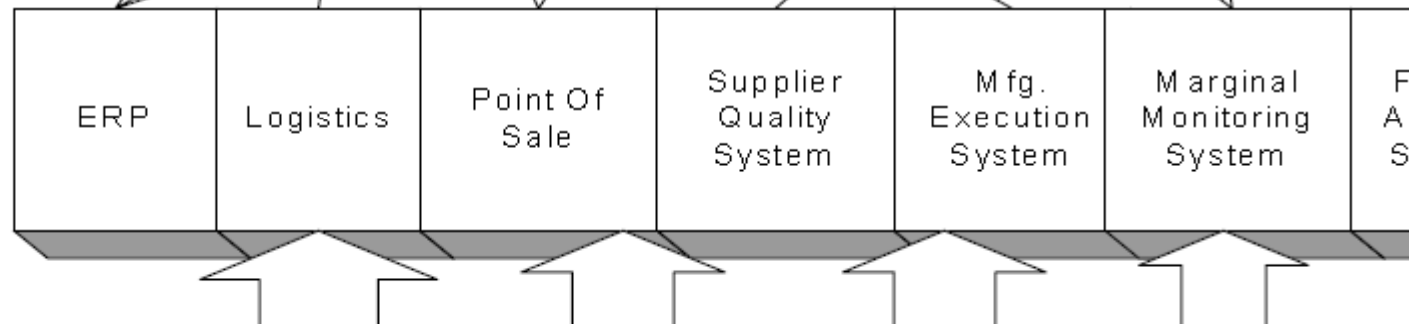 ERP
Logistics
Point Of
Sale
Supplier
Quality
System
Mfg.
Execution
System
Marginal
Monitoring
System